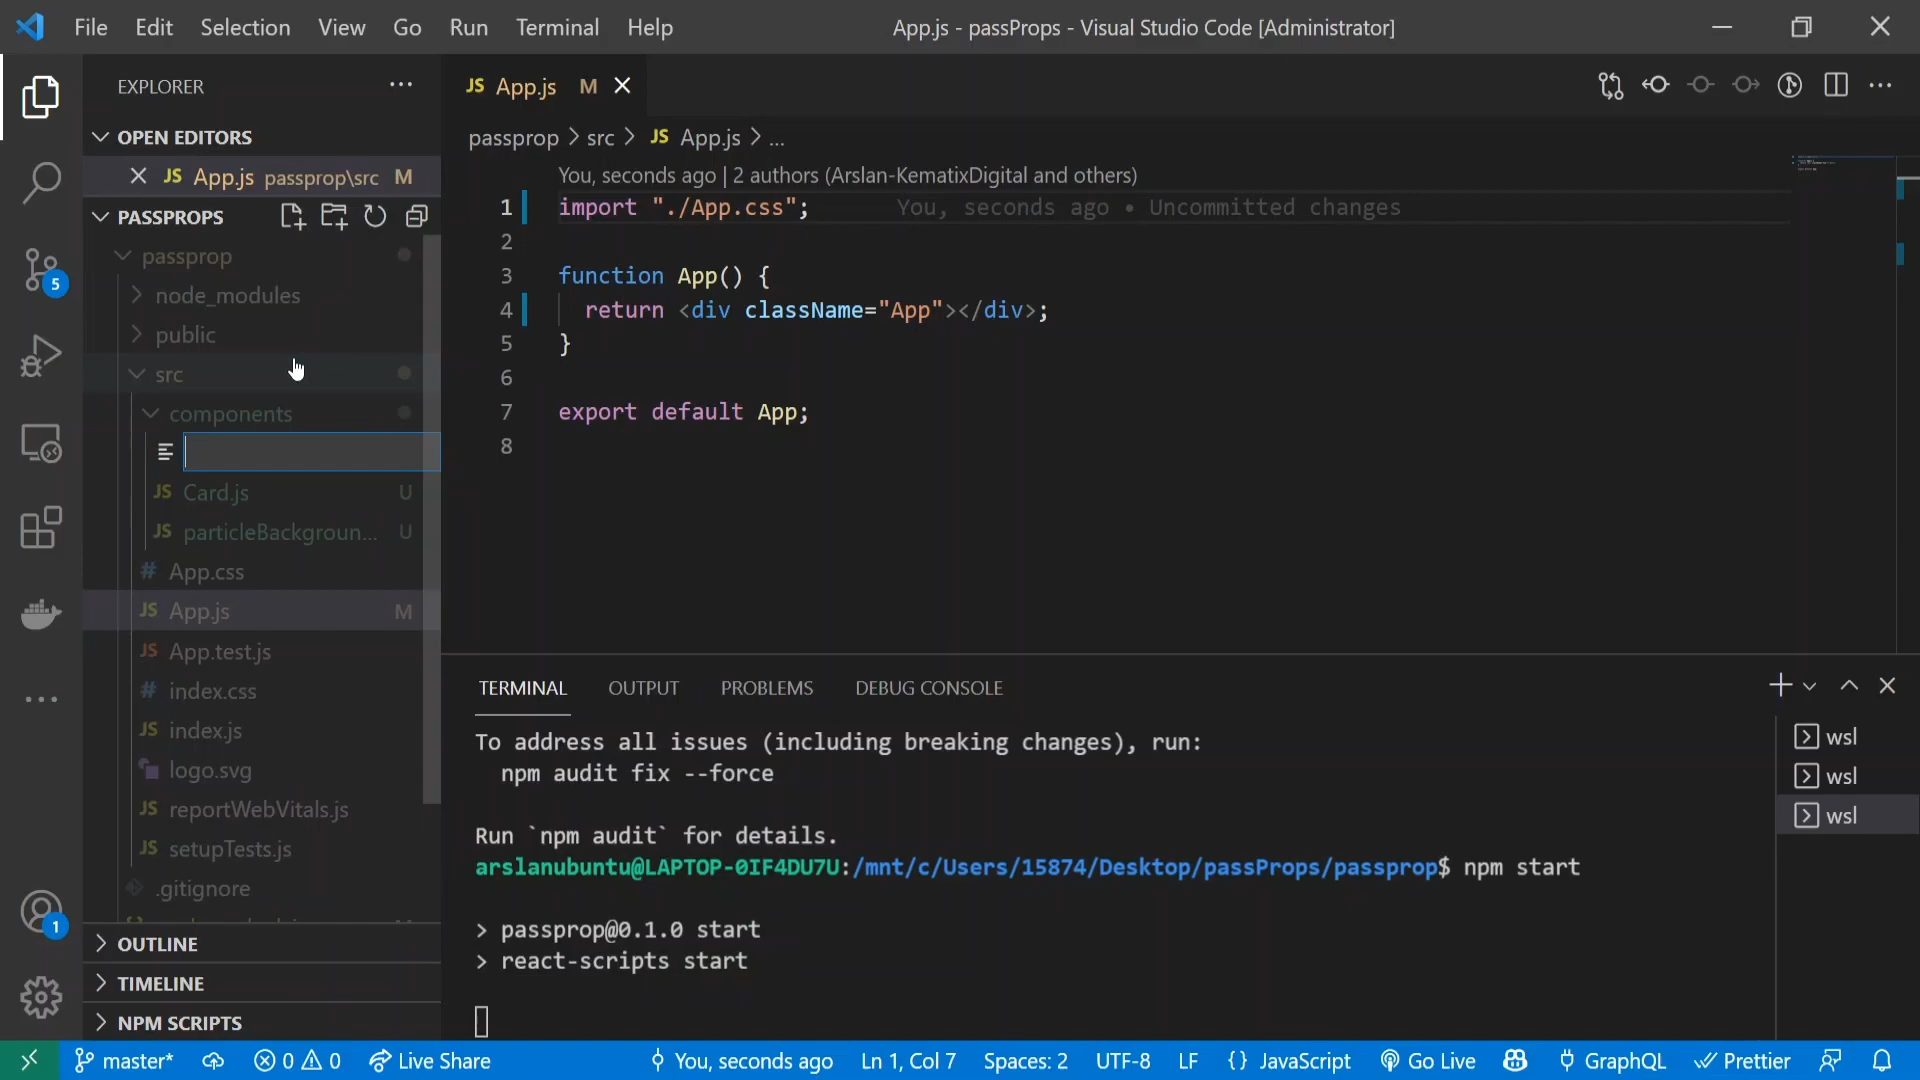 File Edit Selection View Go Run Terminal Help
App.js - passProps - Visual Studio Code [Administrator]
EXPLORER
OPEN EDITORS
JS App.js passprop\src M
PASSPROPS
passprop
node_modules
public
src
components
JS Card.js U
JS particleBackgroun... U
# App.css
JS App.js M
JS App.test.js
# index.css
JS index.js
logo.svg
JS reportWebVitals.js
JS setupTests.js
.gitignore
OUTLINE
TIMELINE
NPM SCRIPTS
5
1
JS App.js M
passprop > src > JS App.js > ...
You, seconds ago | 2 authors (Arslan-KematixDigital and others)
1 import "./App.css"; You, seconds ago • Uncommitted changes
2
3 function App() {
4 return <div className="App"></div>;
5 }
6
7 export default App;
8
TERMINAL OUTPUT PROBLEMS DEBUG CONSOLE
To address all issues (including breaking changes), run:
npm audit fix --force
Run `npm audit` for details.
arslanubuntu@LAPTOP-0IF4DU7U:/mnt/c/Users/15874/Desktop/passProps/passprop$ npm start
> passprop@0.1.0 start
> react-scripts start
wsl
wsl
wsl
master* 0 0 Live Share You, seconds ago Ln 1, Col 7 Spaces: 2 UTF-8 LF {} JavaScript Go Live GraphQL Prettier